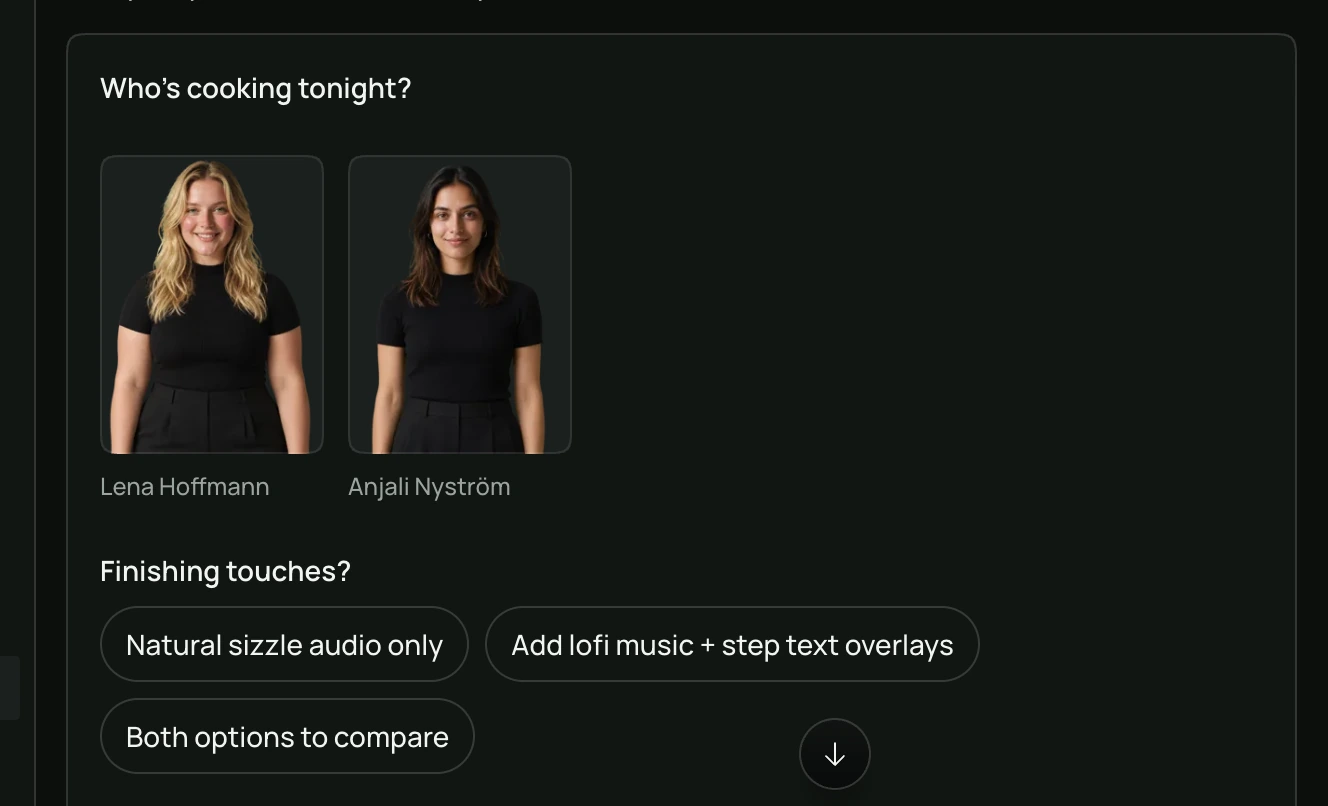 Who's cooking tonight?
Lena Hoffmann
Anjali Nyström
Finishing touches?
Natural sizzle audio only
Add lofi music + step text overlays
Both options to compare